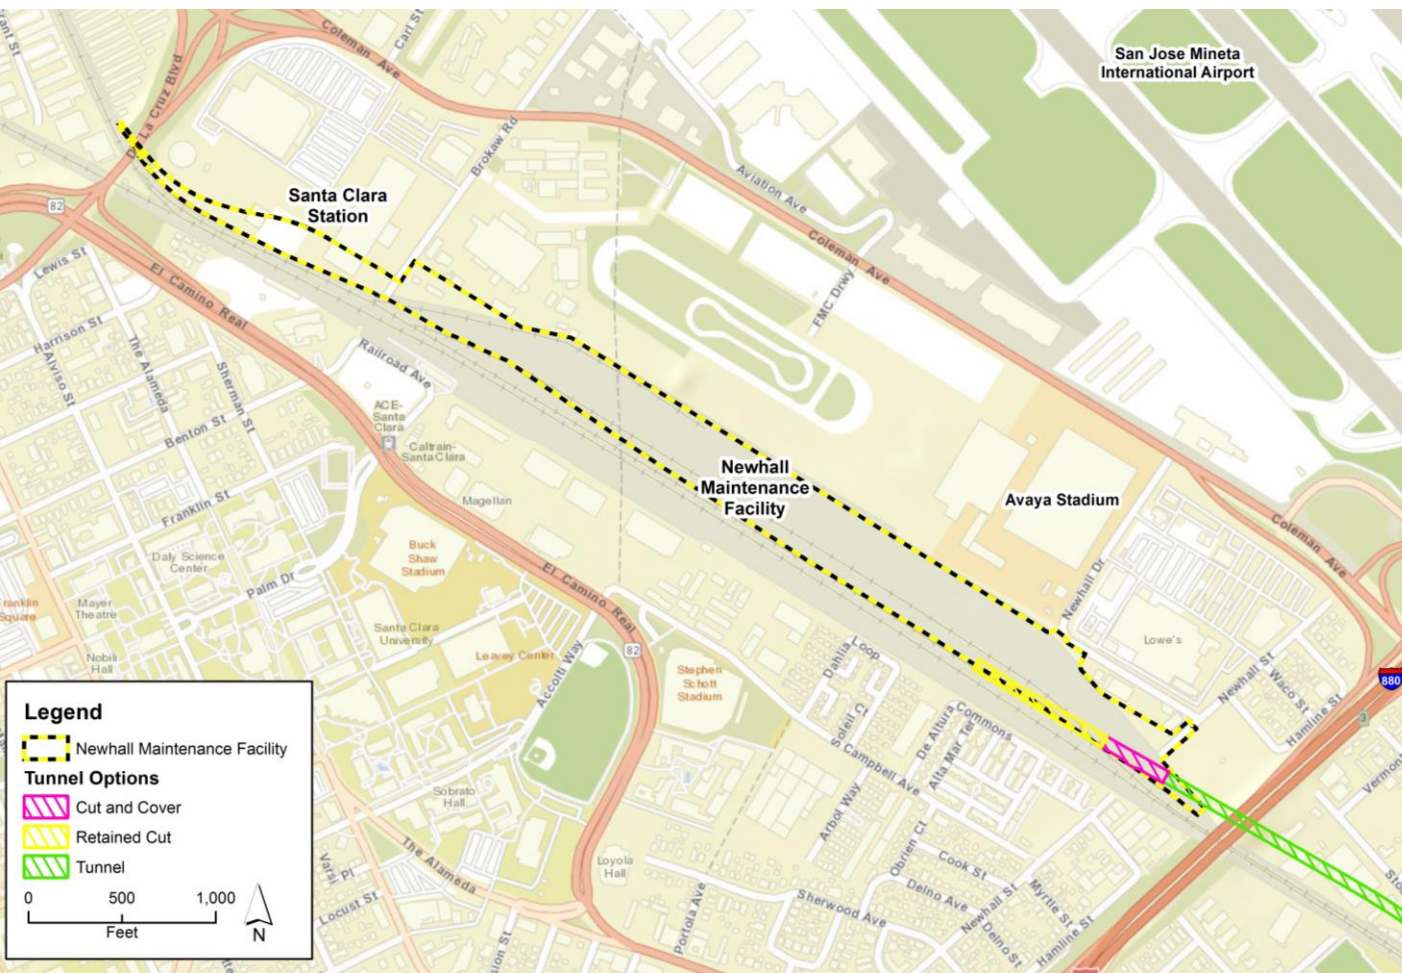 San Jose Mineta
International Airport
Coleman Ave
Carl St
De La Cruz Blvd
Brokaw Rd
Aviation Ave
Santa Clara
Station
82
Lewis St
El Camino Real
Coleman Ave
FMC Drwy
Harrison St
Alviso St
The Alameda
Sherman St
Railroad Ave
Benton St
ACE-
Santa
Clara
Caltrain-
Santa Clara
Newhall
Maintenance
Facility
Avaya Stadium
Franklin St
Magellan
Coleman Ave
Daly Science
Center
Palm Dr
Buck
Shaw
Stadium
El Camino Real
Newhall Dr
Franklin
Square
Mayer
Theatre
Santa Clara
University
Nobili
Hall
Leavey Center
Accolti Way
82
Stephen
Schott
Stadium
Dahlia Loop
Soleil Ct
Lowe's
Newhall St
Waco St
Hamline St
880
3
De Altura
Commons
Alta Mar Ter
S Campbell Ave
Arbol Way
Obrien Ct
Vermont
Legend
Newhall Maintenance Facility
Tunnel Options
Cut and Cover
Retained Cut
Tunnel
0 500 1,000
Feet
N
Sobrato
Hall
The Alameda
Varsi Pl
Locust St
Loyola
Hall
Portola Ave
Sherwood Ave
Cook St
Delno Ave
Newhall St
Delno St
Myrtle St
Hamline St